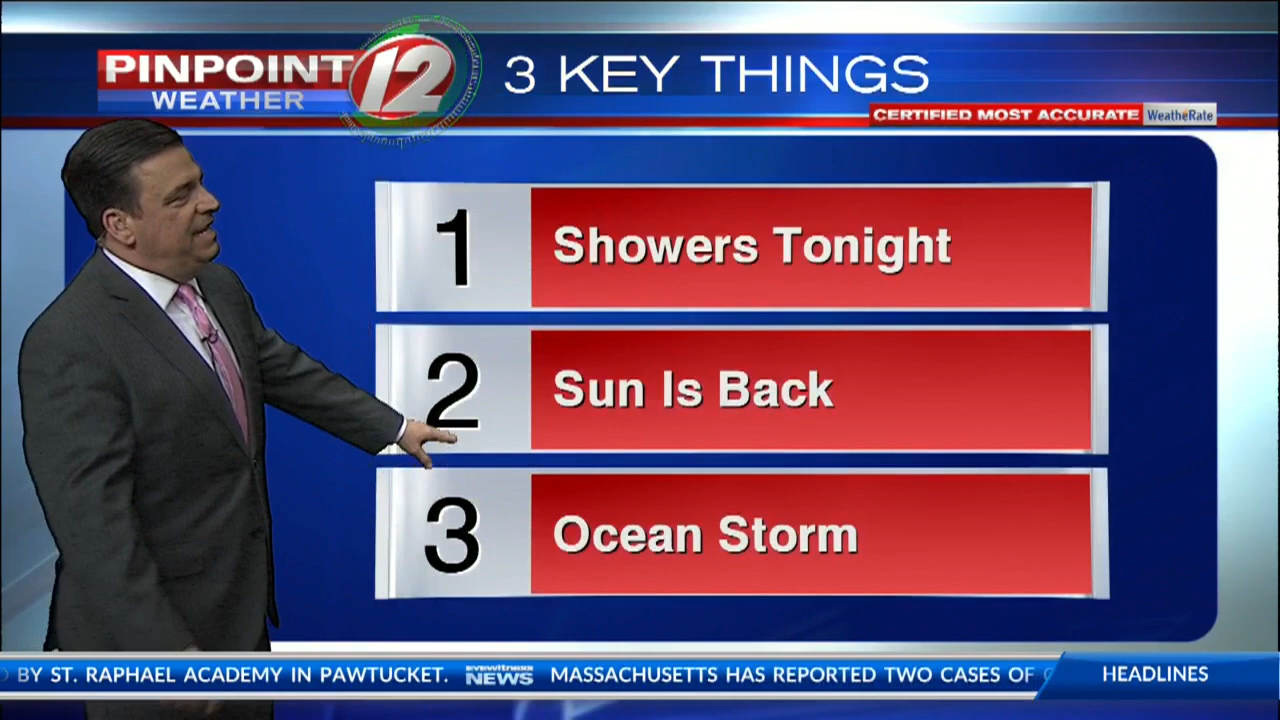 PINPOINT 12
WEATHER
3 KEY THINGS
CERTIFIED MOST ACCURATE WeatheRate
1 Showers Tonight
2 Sun Is Back
3 Ocean Storm
BY ST. RAPHAEL ACADEMY IN PAWTUCKET. EYEWITNESS NEWS MASSACHUSETTS HAS REPORTED TWO CASES OF
HEADLINES